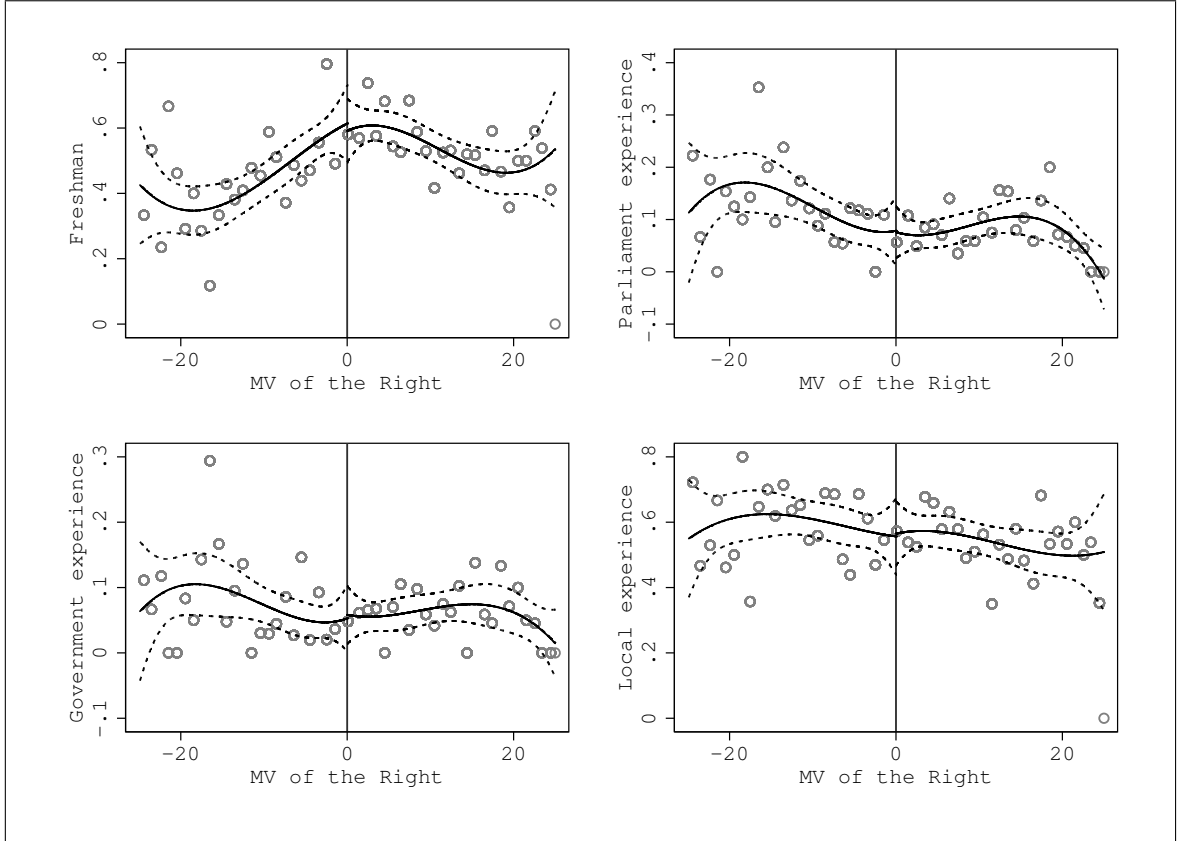 Freshman
.8
.6
.4
.2
0
−20 0 20
MV of the Right
Parliament experience
.4
.3
.2
.1
0
−.1
−20 0 20
MV of the Right
Government experience
.3
.2
.1
0
−.1
−20 0 20
MV of the Right
Local experience
.8
.6
.4
.2
0
−20 0 20
MV of the Right